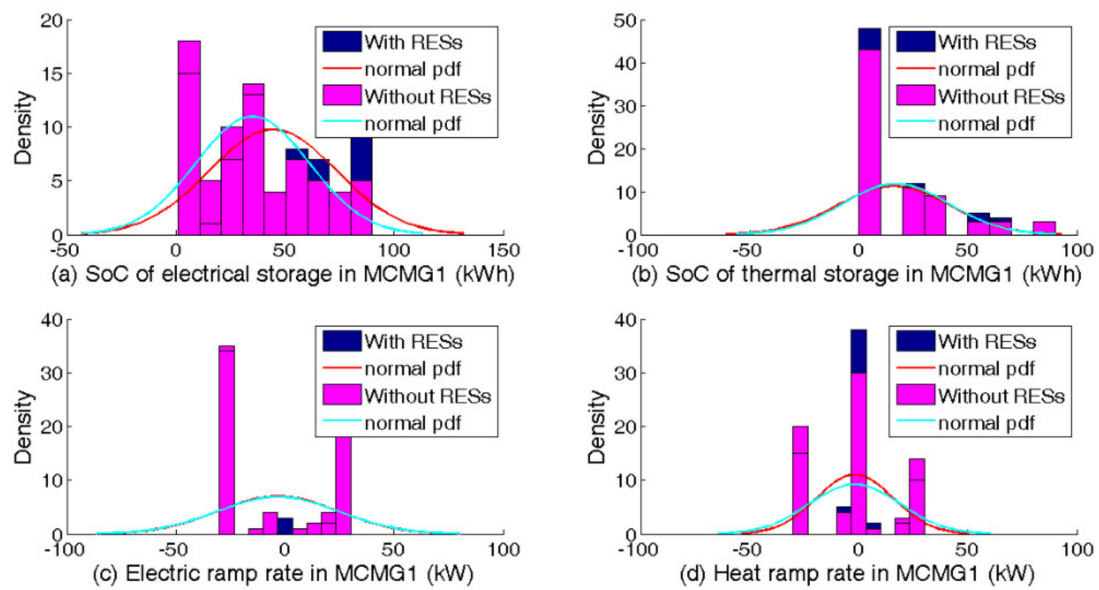 20
15
10
5
0
Density
-50
0
50
100
150
With RESs
normal pdf
Without RESs
normal pdf
(a) SoC of electrical storage in MCMG1 (kWh)
50
40
30
20
10
0
Density
-100
-50
0
50
100
With RESs
normal pdf
Without RESs
normal pdf
(b) SoC of thermal storage in MCMG1 (kWh)
40
30
20
10
0
Density
-100
-50
0
50
100
With RESs
normal pdf
Without RESs
normal pdf
(c) Electric ramp rate in MCMG1 (kW)
40
30
20
10
0
Density
-100
-50
0
50
100
With RESs
normal pdf
Without RESs
normal pdf
(d) Heat ramp rate in MCMG1 (kW)